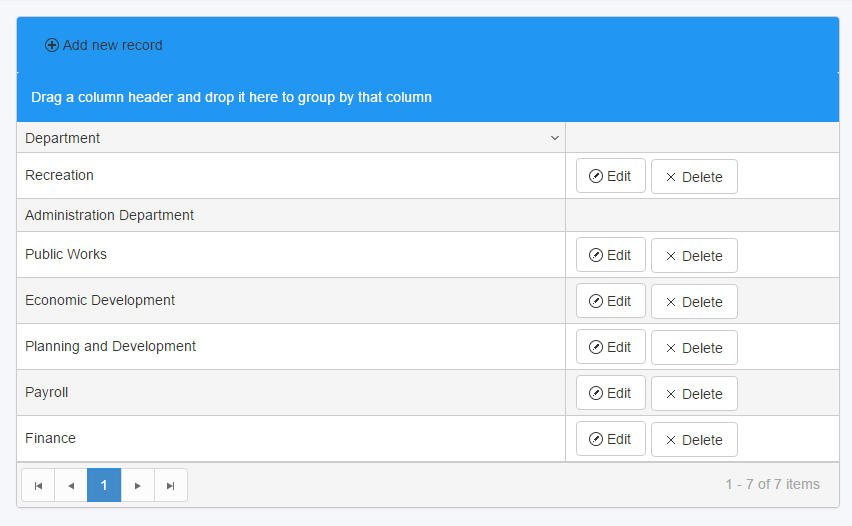 Add new record
Drag a column header and drop it here to group by that column
Department
Recreation Edit Delete
Administration Department
Public Works Edit Delete
Economic Development Edit Delete
Planning and Development Edit Delete
Payroll Edit Delete
Finance Edit Delete
1 1 - 7 of 7 items